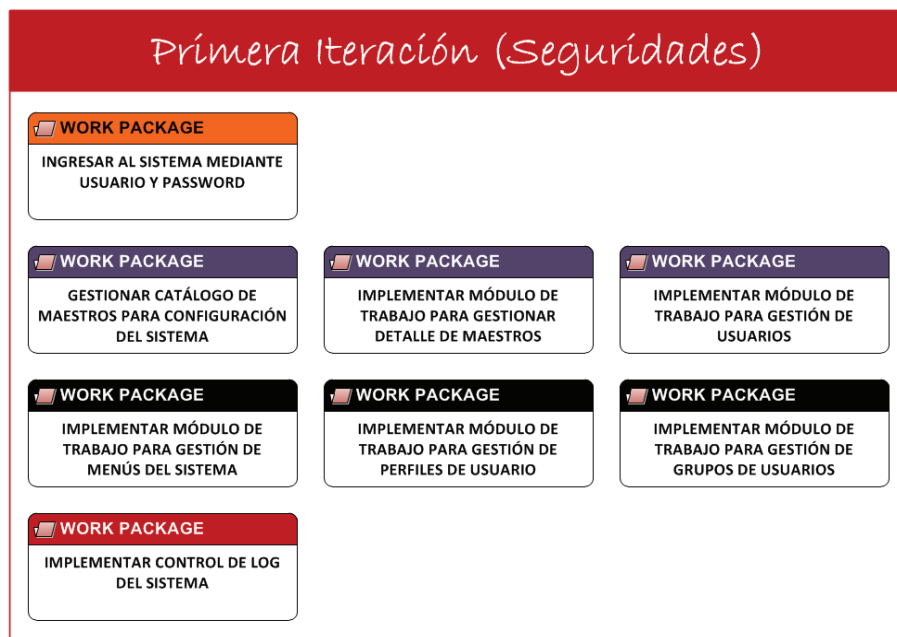 Primera Iteración (Seguridades)
WORK PACKAGE
INGRESAR AL SISTEMA MEDIANTE
USUARIO Y PASSWORD
WORK PACKAGE
GESTIONAR CATÁLOGO DE
MAESTROS PARA CONFIGURACIÓN
DEL SISTEMA
WORK PACKAGE
IMPLEMENTAR MÓDULO DE
TRABAJO PARA GESTIONAR
DETALLE DE MAESTROS
WORK PACKAGE
IMPLEMENTAR MÓDULO DE
TRABAJO PARA GESTIÓN DE
USUARIOS
WORK PACKAGE
IMPLEMENTAR MÓDULO DE
TRABAJO PARA GESTIÓN DE
MENÚS DEL SISTEMA
WORK PACKAGE
IMPLEMENTAR MÓDULO DE
TRABAJO PARA GESTIÓN DE
PERFILES DE USUARIO
WORK PACKAGE
IMPLEMENTAR MÓDULO DE
TRABAJO PARA GESTIÓN DE
GRUPOS DE USUARIOS
WORK PACKAGE
IMPLEMENTAR CONTROL DE LOG
DEL SISTEMA